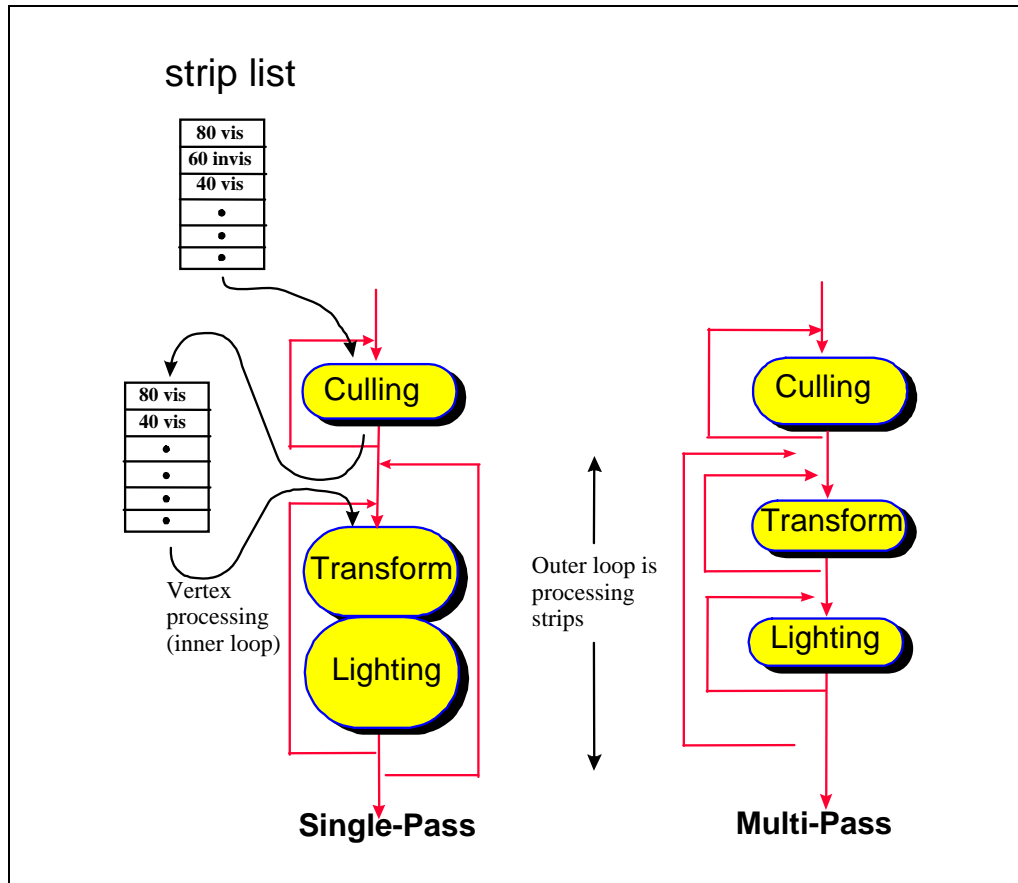 strip list
80 vis
60 invis
40 vis
80 vis
40 vis
Culling
Transform
Lighting
Vertex
processing
(inner loop)
Single-Pass
Outer loop is
processing
strips
Culling
Transform
Lighting
Multi-Pass